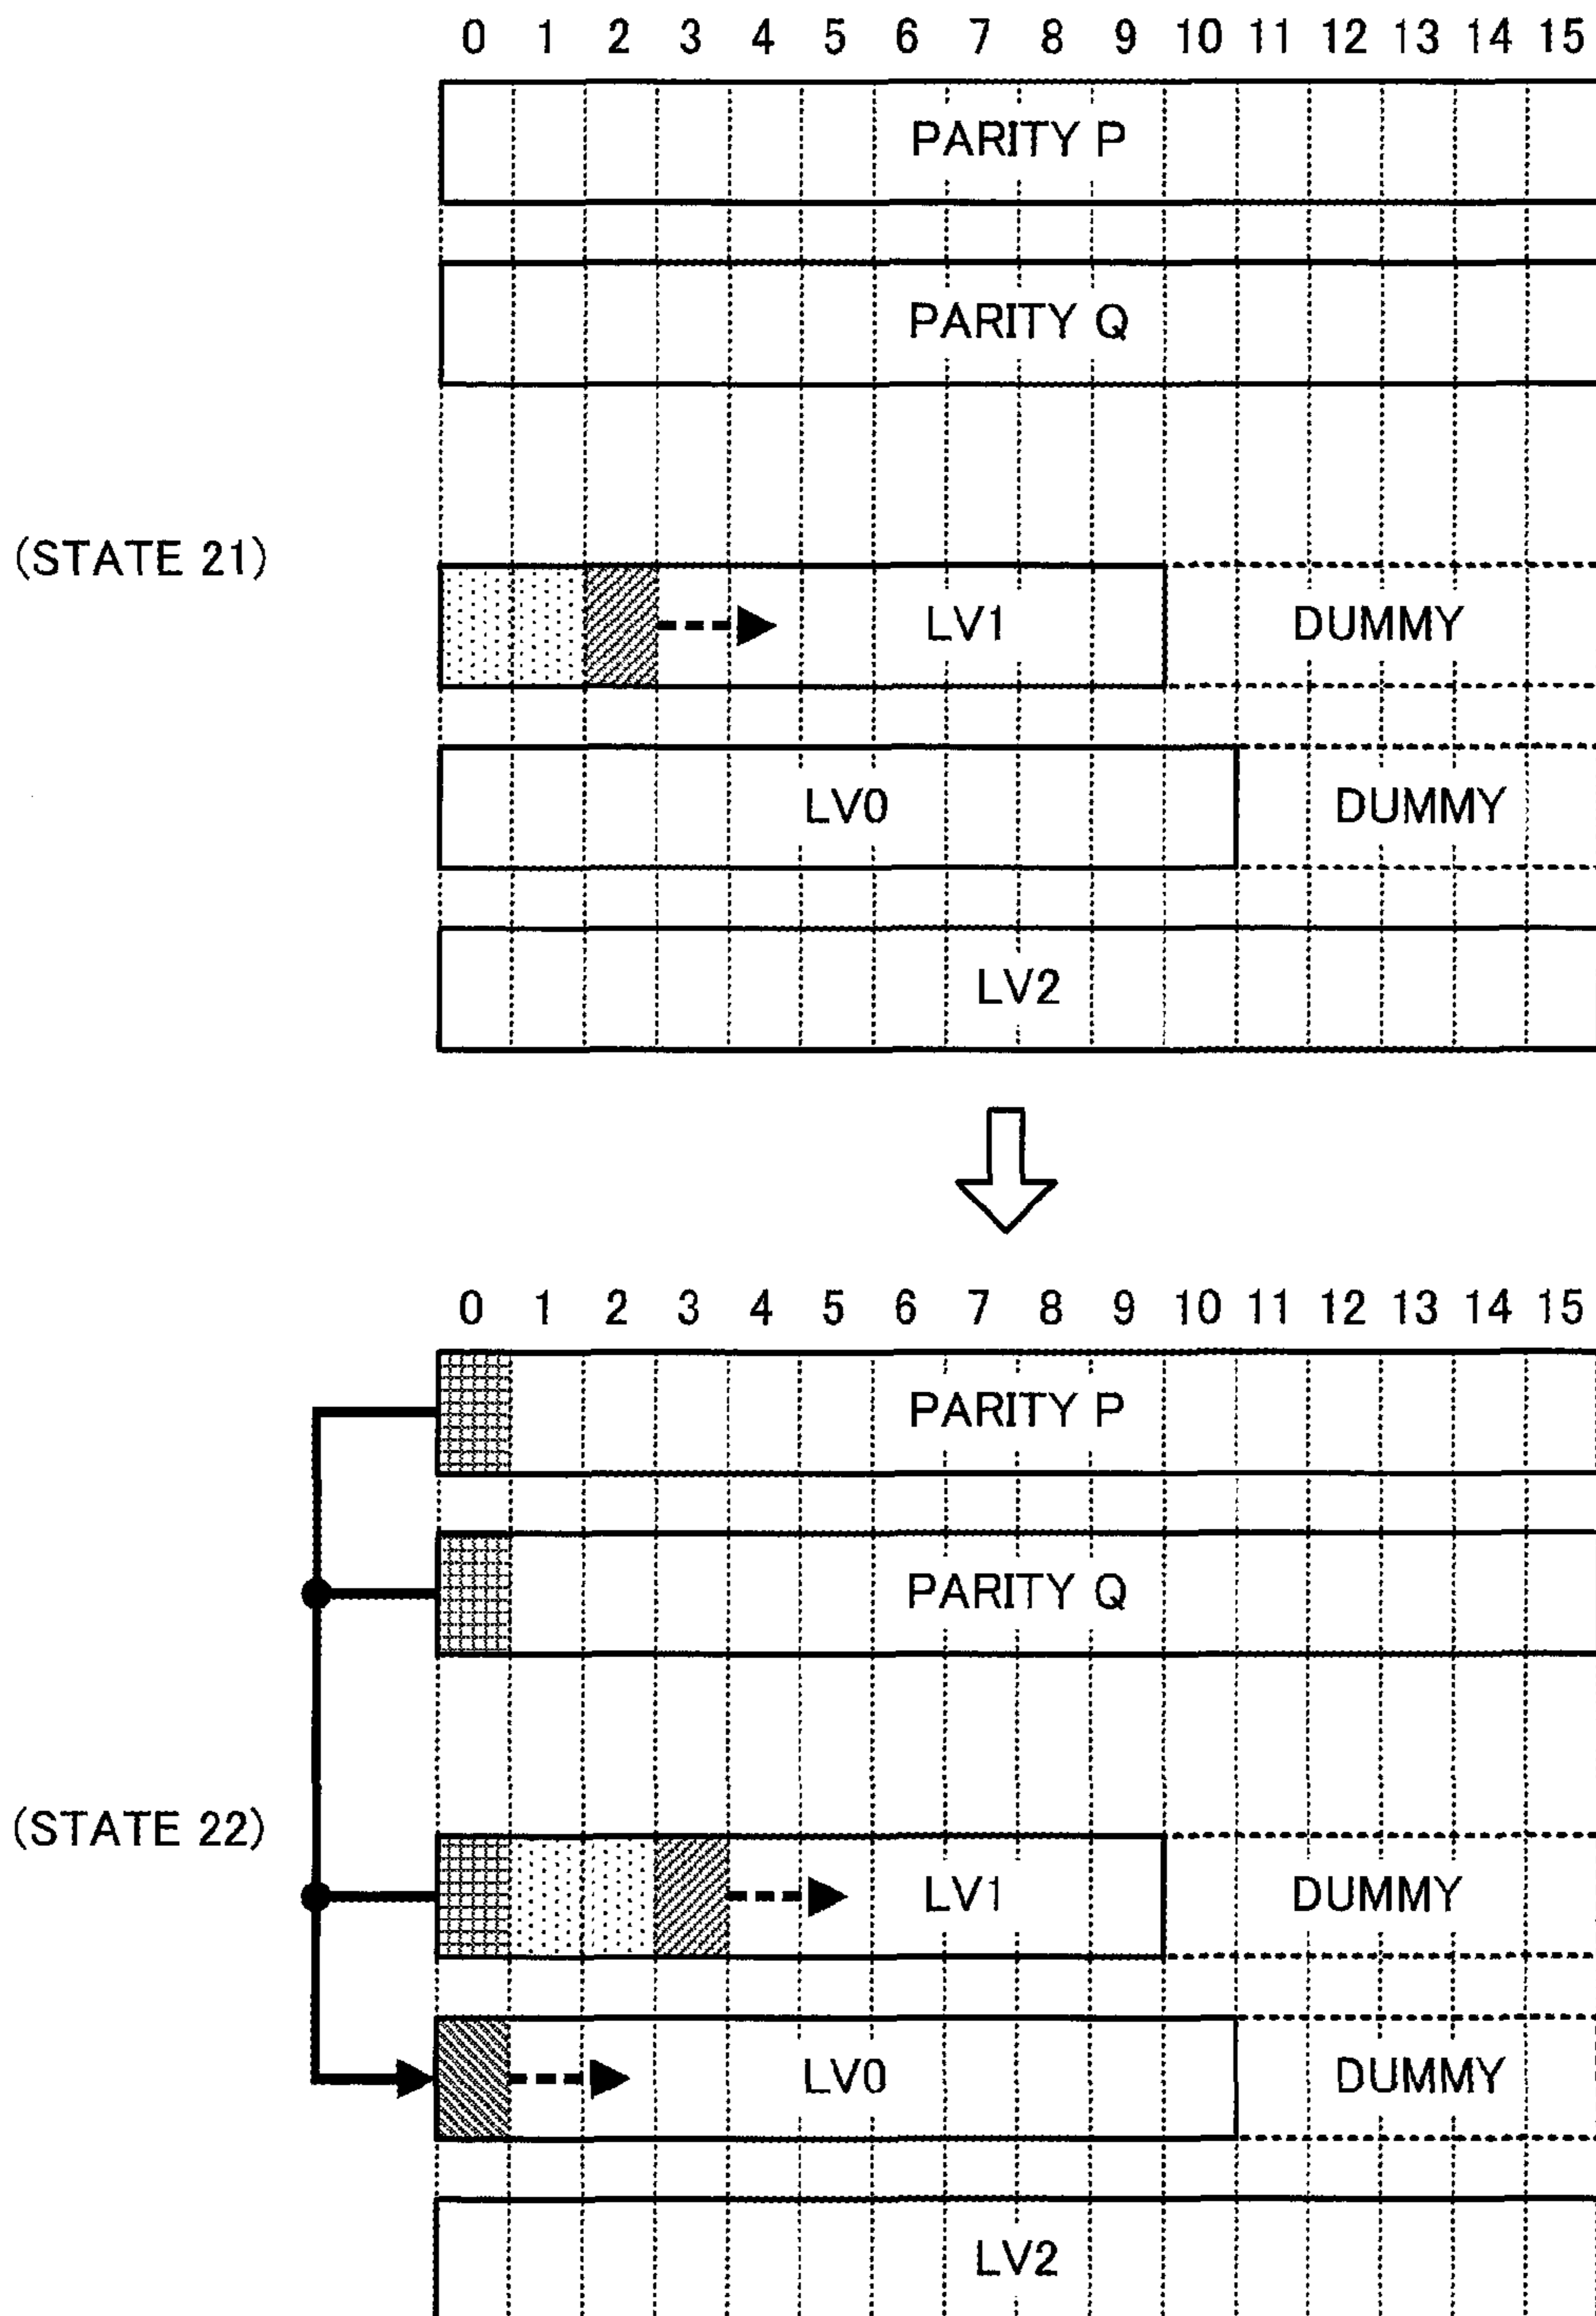 0 1 2 3 4 5 6 7 8 9 10 11 12 13 14 15
PARITY P
PARITY Q
(STATE 21)
LV1 DUMMY
LV0 DUMMY
LV2
0 1 2 3 4 5 6 7 8 9 10 11 12 13 14 15
PARITY P
PARITY Q
(STATE 22)
LV1 DUMMY
LV0 DUMMY
LV2